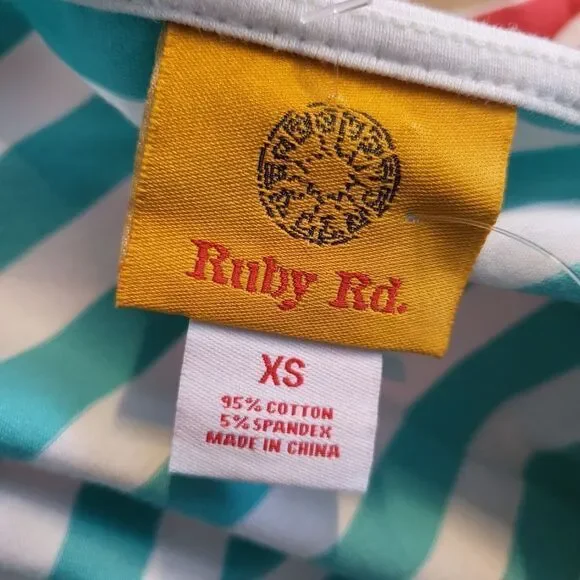 Ruby Rd.
XS
95% COTTON
5% SPANDEX
MADE IN CHINA